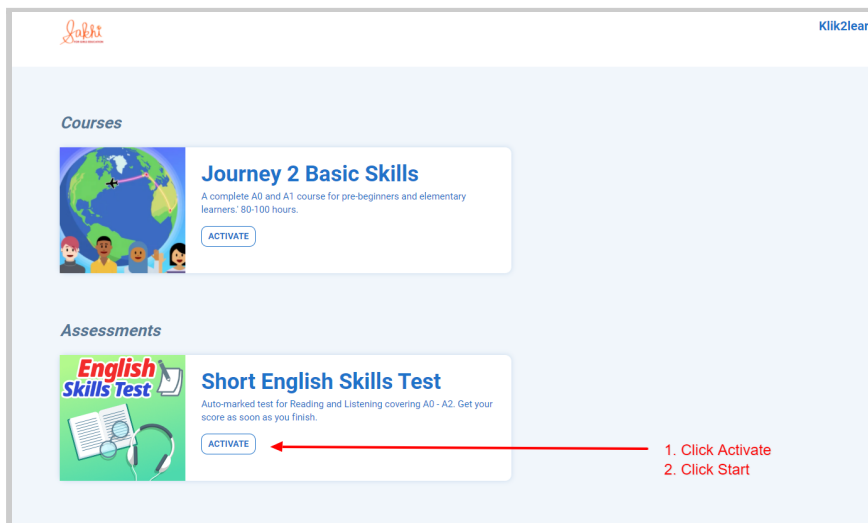 Sakhi
Klik2lear
Courses
Journey 2 Basic Skills
A complete A0 and A1 course for pre-beginners and elementary
learners.' 80-100 hours.
ACTIVATE
Assessments
English
Skills Test
Short English Skills Test
Auto-marked test for Reading and Listening covering A0 - A2. Get your
score as soon as you finish.
ACTIVATE
1. Click Activate
2. Click Start